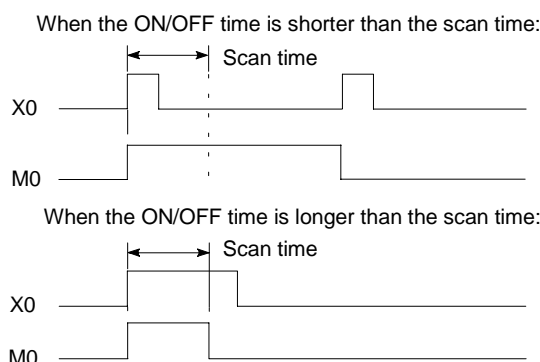 When the ON/OFF time is shorter than the scan time:
Scan time
X0
M0
When the ON/OFF time is longer than the scan time:
Scan time
X0
M0